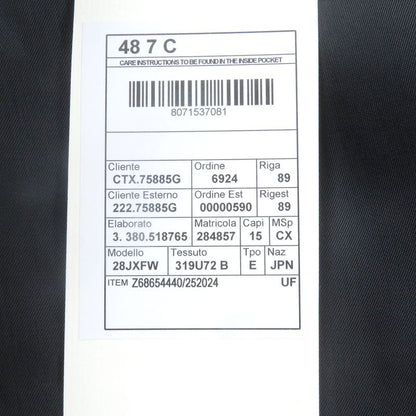 48 7 C
CARE INSTRUCTIONS TO BE FOUND IN THE INSIDE POCKET
8071537081
Cliente Ordine Riga
CTX.75885G 6924 89
Cliente Esterno Ordine Est Rigest
222.75885G 00000590 89
Elaborato Matricola Capi MSp
3. 380.518765 284857 15 CX
Modello Tessuto Tpo Naz
28JXFW 319U72 B E JPN
ITEM Z68654440/252024 UF